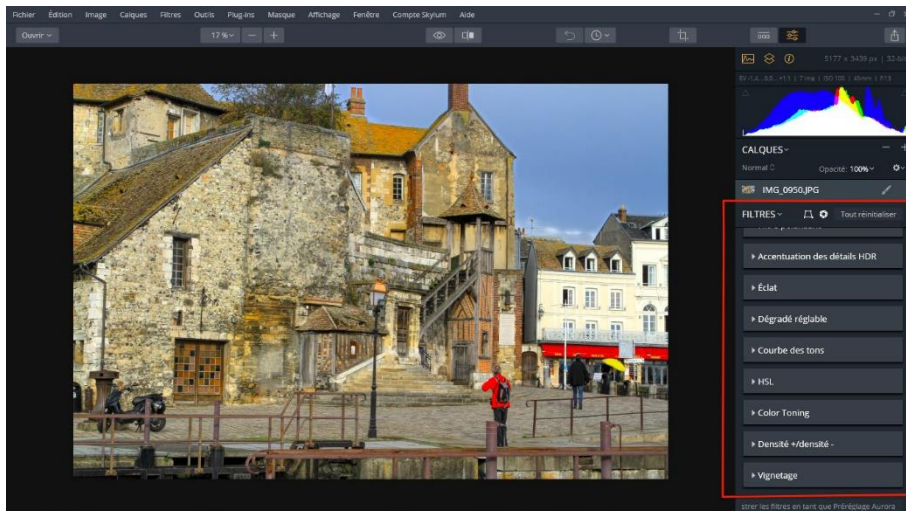 Fichier Édition Image Calques Filtres Outils Plug-ins Masque Affichage Fenêtre Compte Skylum Aide
Ouvrir 17 %
5177 x 3439 px | 32-bit
CALQUES
Normal Opacité: 100%
IMG_0950.JPG
FILTRES Tout réinitialiser
Accentuation des détails HDR
Éclat
Dégradé réglable
Courbe des tons
HSL
Color Toning
Densité +/densité -
Vignetage
strer les filtres en tant que Préréglage Aurora